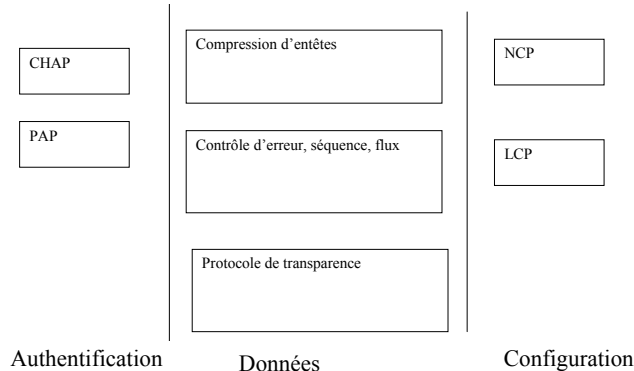 CHAP
PAP
Compression d’entêtes
Contrôle d’erreur, séquence, flux
Protocole de transparence
NCP
LCP
Authentification
Données
Configuration